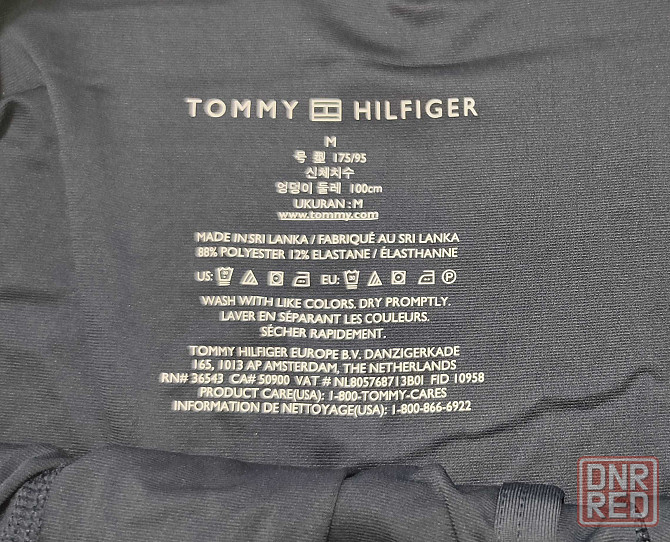 TOMMY HILFIGER
M
号 型 175/95
신체치수
엉덩이 둘레 100cm
UKURAN : M
www.tommy.com
MADE IN SRI LANKA / FABRIQUÉ AU SRI LANKA
88% POLYESTER 12% ELASTANE / ÉLASTHANNE
US: EU:
WASH WITH LIKE COLORS. DRY PROMPTLY.
LAVER EN SÉPARANT LES COULEURS.
SÉCHER RAPIDEMENT.
TOMMY HILFIGER EUROPE B.V. DANZIGERKADE
165, 1013 AP AMSTERDAM, THE NETHERLANDS
RN# 36543 CA# 50900 VAT # NL805768713B01 FID 10958
PRODUCT CARE(USA): 1-800-TOMMY-CARES
INFORMATION DE NETTOYAGE(USA): 1-800-866-6922
DNR
RED